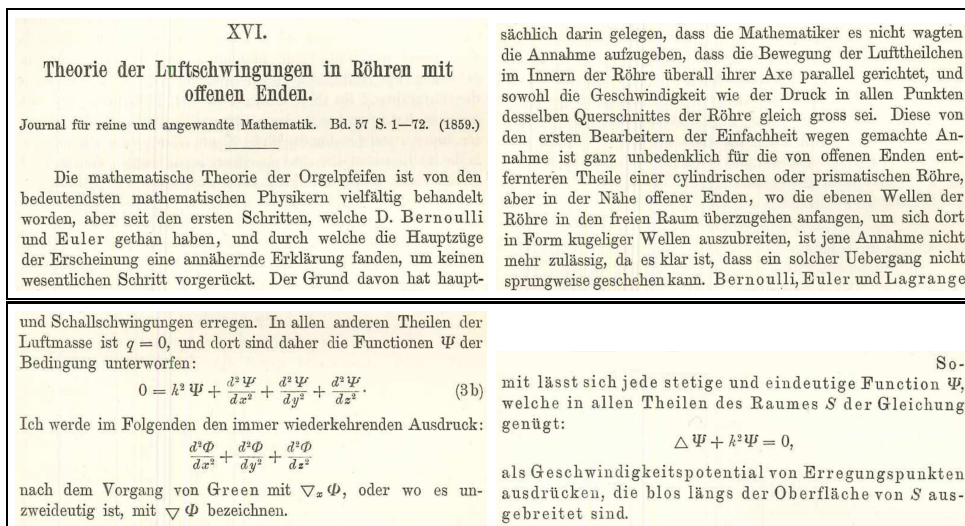 XVI.
Theorie der Luftschwingungen in Röhren mit
offenen Enden.
Journal für reine und angewandte Mathematik. Bd. 57 S. 1—72. (1859.)
Die mathematische Theorie der Orgelpfeifen ist von den
bedeutendsten mathematischen Physikern vielfältig behandelt
worden, aber seit den ersten Schritten, welche D. Bernoulli
und Euler gethan haben, und durch welche die Hauptzüge
der Erscheinung eine annähernde Erklärung fanden, um keinen
wesentlichen Schritt vorgerückt. Der Grund davon hat haupt-
sächlich darin gelegen, dass die Mathematiker es nicht wagten
die Annahme aufzugeben, dass die Bewegung der Lufttheilchen
im Innern der Röhre überall ihrer Axe parallel gerichtet, und
sowohl die Geschwindigkeit wie der Druck in allen Punkten
desselben Querschnittes der Röhre gleich gross sei. Diese von
den ersten Bearbeitern der Einfachheit wegen gemachte An-
nahme ist ganz unbedenklich für die von offenen Enden ent-
fernteren Theile einer cylindrischen oder prismatischen Röhre,
aber in der Nähe offener Enden, wo die ebenen Wellen der
Röhre in den freien Raum überzugehen anfangen, um sich dort
in Form kugeliger Wellen auszubreiten, ist jene Annahme nicht
mehr zulässig, da es klar ist, dass ein solcher Uebergang nicht
sprungweise geschehen kann. Bernoulli, Euler und Lagrange
und Schallschwingungen erregen. In allen anderen Theilen der
Luftmasse ist q = 0, und dort sind daher die Functionen Ψ der
Bedingung unterworfen:
0 = k² Ψ + d²Ψ/dx² + d²Ψ/dy² + d²Ψ/dz². (3b)
Ich werde im Folgenden den immer wiederkehrenden Ausdruck:
d²Φ/dx² + d²Φ/dy² + d²Φ/dz²
nach dem Vorgang von Green mit ▽ₓ Φ, oder wo es un-
zweideutig ist, mit ▽ Φ bezeichnen.
So-
mit lässt sich jede stetige und eindeutige Function Ψ,
welche in allen Theilen des Raumes S der Gleichung
genügt:
△ Ψ + k²Ψ = 0,
als Geschwindigkeitspotential von Erregungspunkten
ausdrücken, die blos längs der Oberfläche von S aus-
gebreitet sind.